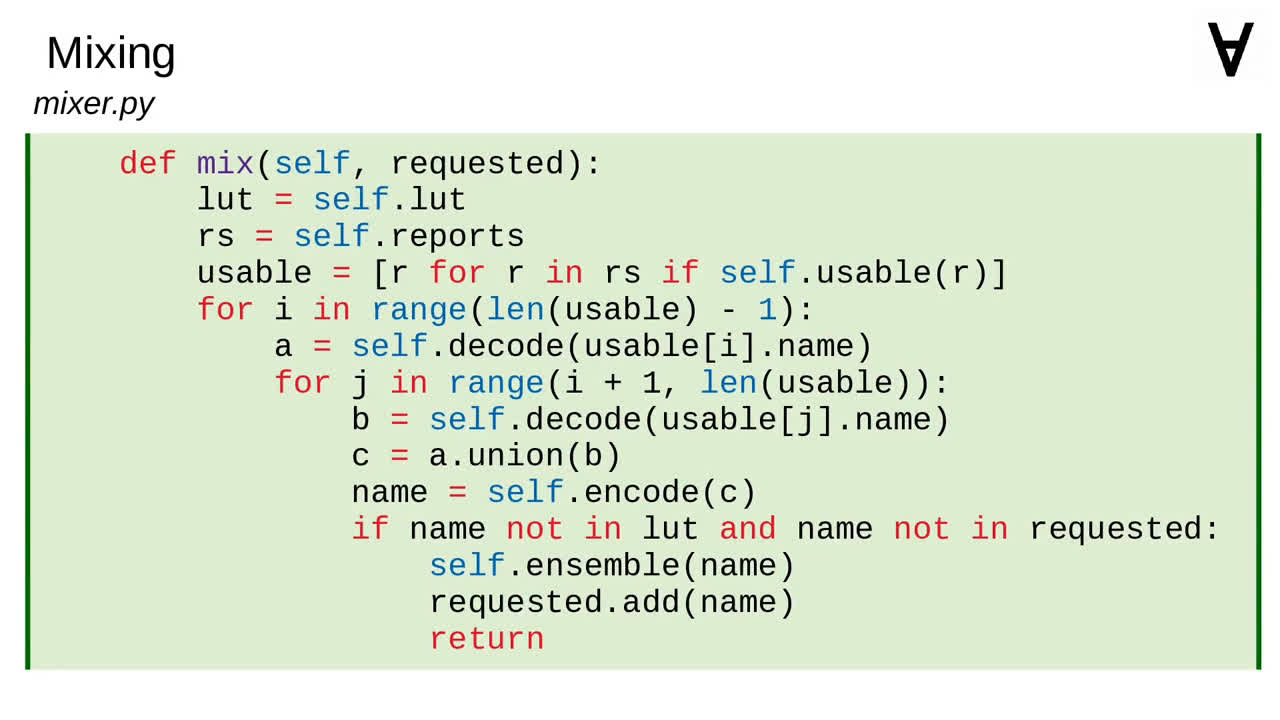 Mixing
∀
mixer.py
def mix(self, requested):
    lut = self.lut
    rs = self.reports
    usable = [r for r in rs if self.usable(r)]
    for i in range(len(usable) - 1):
        a = self.decode(usable[i].name)
        for j in range(i + 1, len(usable)):
            b = self.decode(usable[j].name)
            c = a.union(b)
            name = self.encode(c)
            if name not in lut and name not in requested:
                self.ensemble(name)
                requested.add(name)
                return